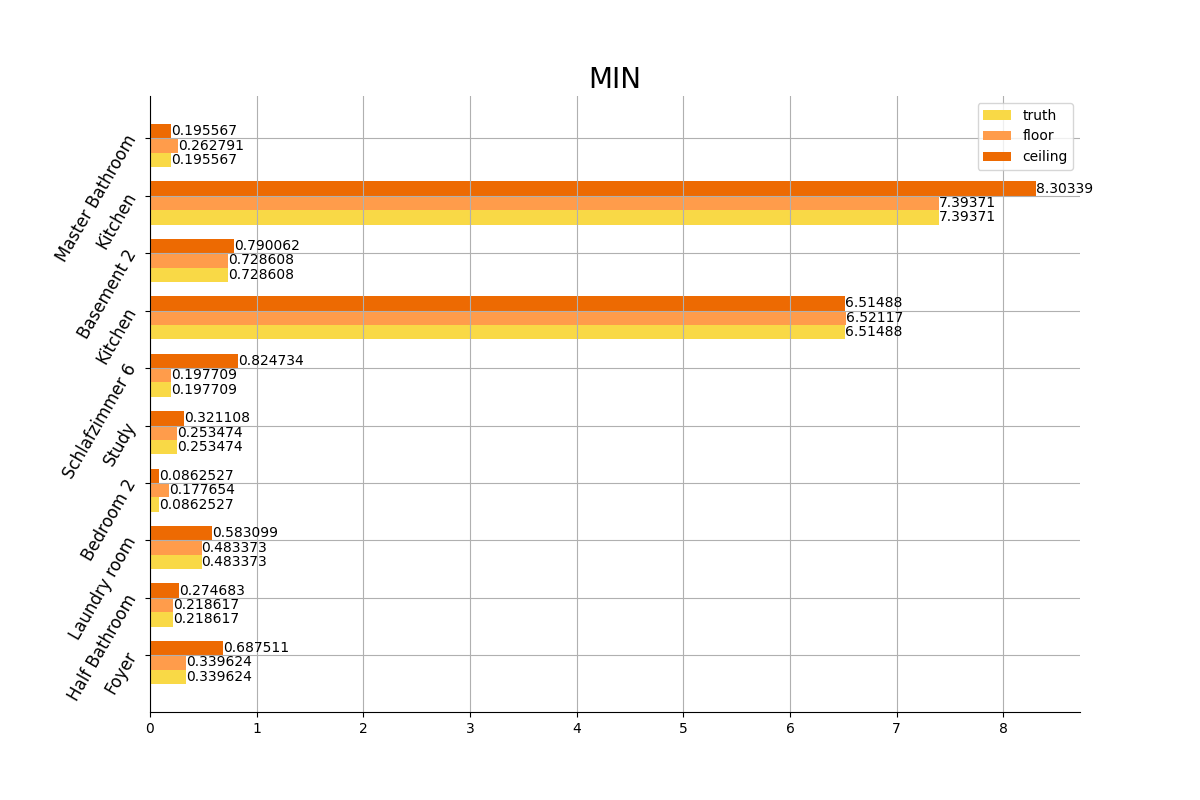 MIN
truth
floor
ceiling
Master Bathroom
0.195567
0.262791
0.195567
Kitchen
8.30339
7.39371
7.39371
Basement 2
0.790062
0.728608
0.728608
Kitchen
6.51488
6.52117
6.51488
Schlafzimmer 6
0.824734
0.197709
0.197709
Study
0.321108
0.253474
0.253474
Bedroom 2
0.0862527
0.177654
0.0862527
Laundry room
0.583099
0.483373
0.483373
Half Bathroom
0.274683
0.218617
0.218617
Foyer
0.687511
0.339624
0.339624
0 1 2 3 4 5 6 7 8